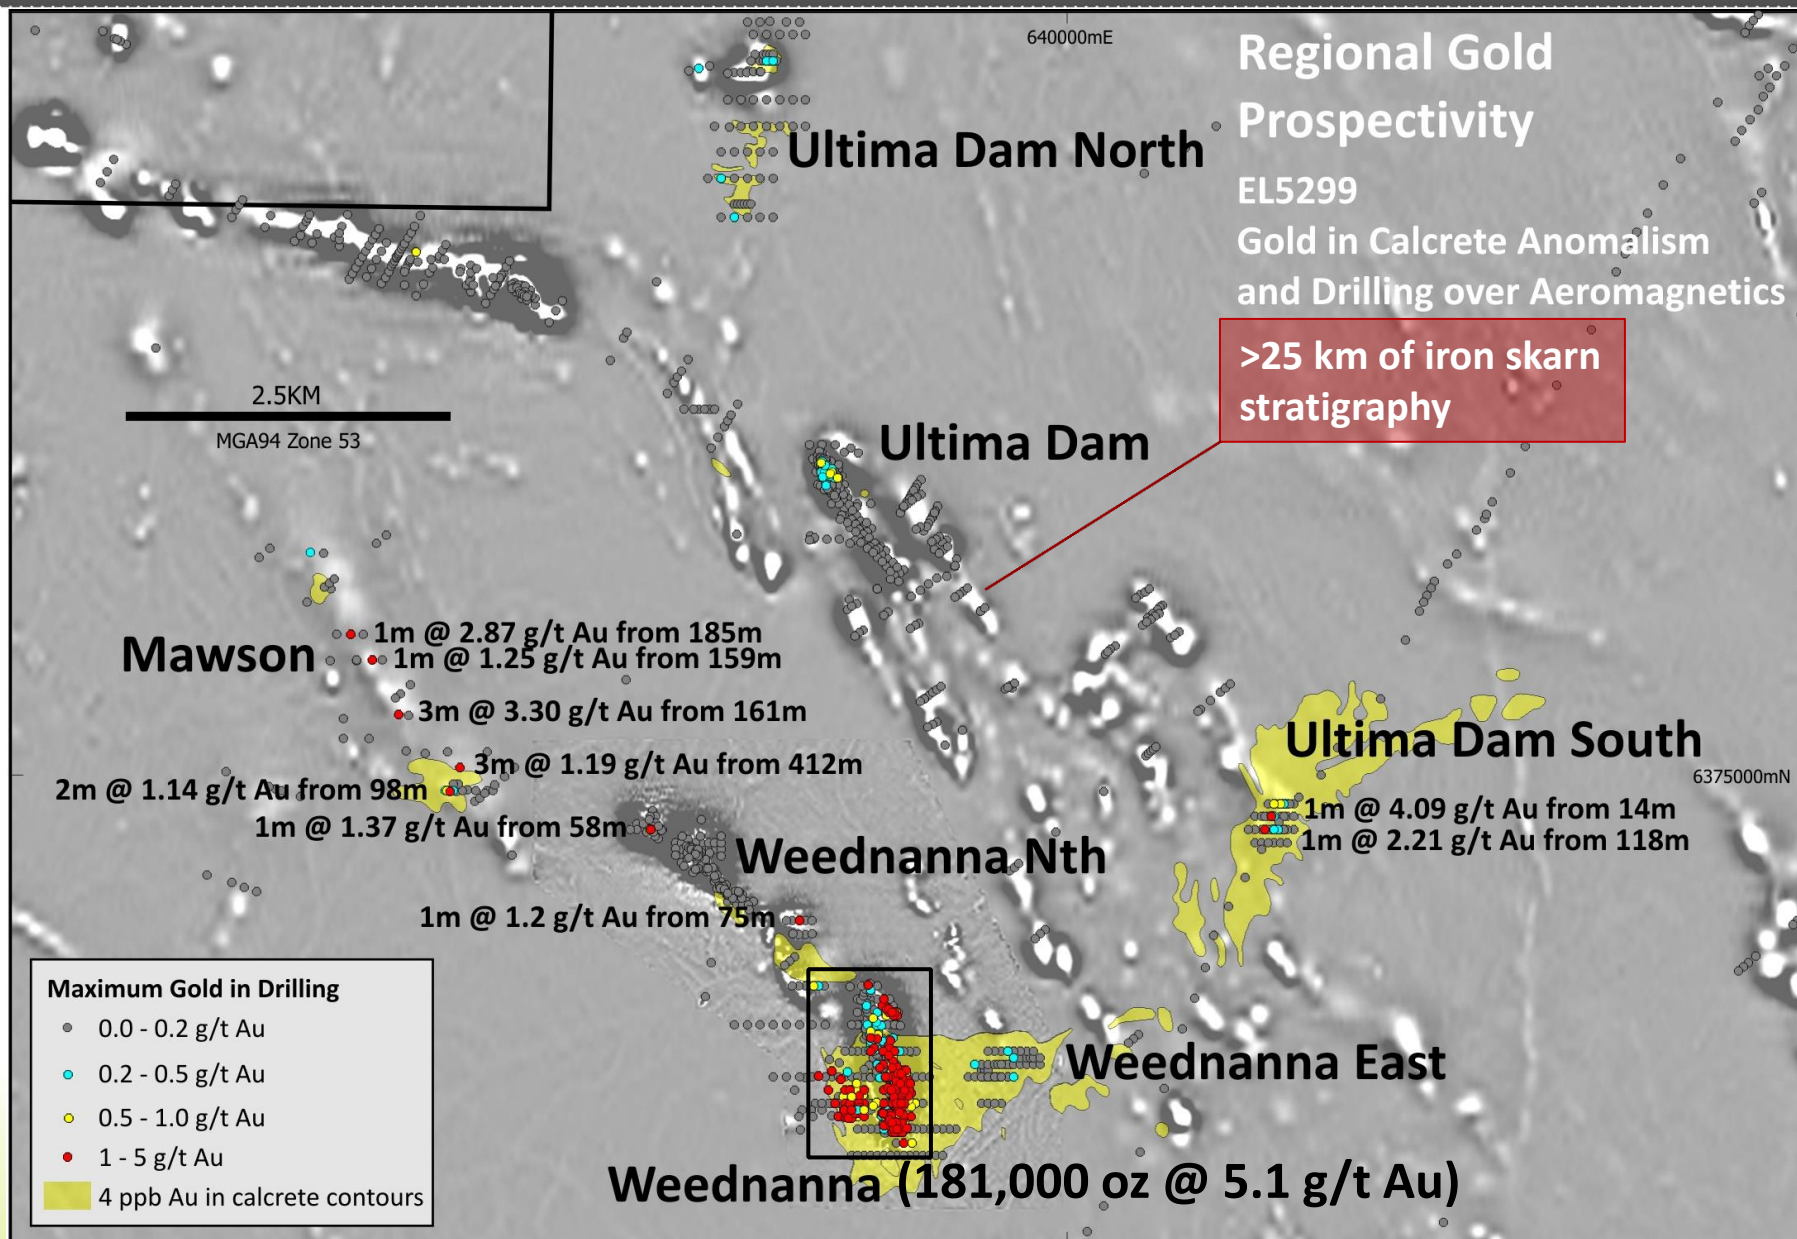 640000mE
Regional Gold
Prospectivity
EL5299
Gold in Calcrete Anomalism
and Drilling over Aeromagnetics
>25 km of iron skarn
stratigraphy
Ultima Dam North
2.5KM
MGA94 Zone 53
Ultima Dam
Mawson
1m @ 2.87 g/t Au from 185m
1m @ 1.25 g/t Au from 159m
3m @ 3.30 g/t Au from 161m
3m @ 1.19 g/t Au from 412m
2m @ 1.14 g/t Au from 98m
1m @ 1.37 g/t Au from 58m
Ultima Dam South
6375000mN
1m @ 4.09 g/t Au from 14m
1m @ 2.21 g/t Au from 118m
Weednanna Nth
1m @ 1.2 g/t Au from 75m
Weednanna East
Weednanna (181,000 oz @ 5.1 g/t Au)
Maximum Gold in Drilling
0.0 - 0.2 g/t Au
0.2 - 0.5 g/t Au
0.5 - 1.0 g/t Au
1 - 5 g/t Au
4 ppb Au in calcrete contours